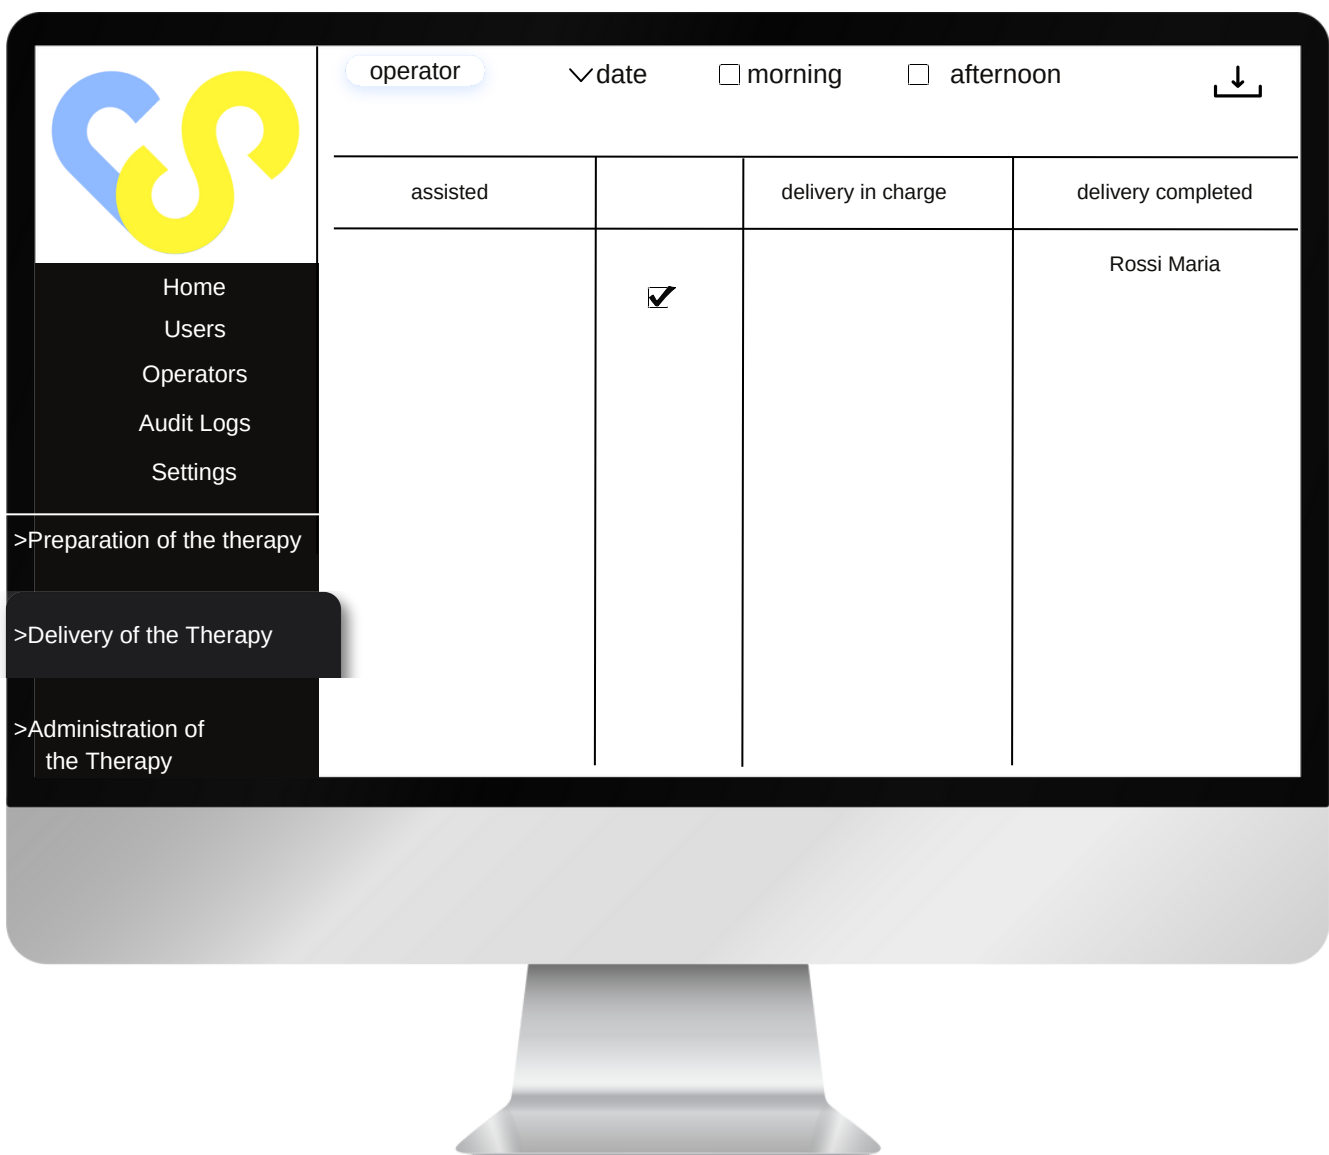 operator
date
morning
afternoon
assisted
delivery in charge
delivery completed
Rossi Maria
Home
Users
Operators
Audit Logs
Settings
>Preparation of the therapy
>Delivery of the Therapy
>Administration of
the Therapy